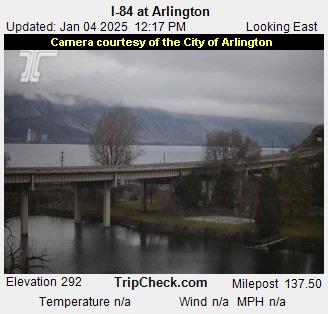 I-84 at Arlington
Updated: Jan 04 2025 12:17 PM Looking East
Camera courtesy of the City of Arlington
Elevation 292 TripCheck.com Milepost 137.50
Temperature n/a Wind n/a MPH n/a